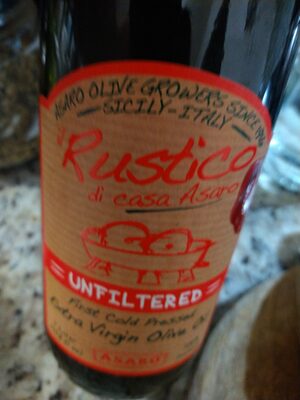 ASARO OLIVE GROWERS SINCE 1916
SICILY - ITALY
il
Rustico
di casa Asaro
UNFILTERED
First Cold Pressed
Extra Virgin Olive Oil
ASARO